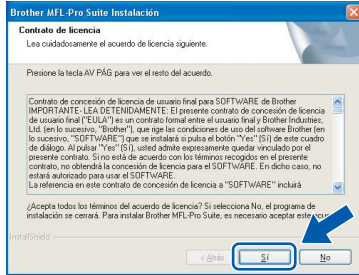 Brother MFL-Pro Suite Instalación
Contrato de licencia
Lea cuidadosamente el acuerdo de licencia siguiente.
Presione la tecla AV PÁG para ver el resto del acuerdo.
Contrato de concesión de licencia de usuario final para SOFTWARE de Brother
IMPORTANTE- LEA DETENIDAMENTE: El presente contrato de concesión de licencia
de usuario final ("EULA") es un contrato formal entre el usuario final y Brother Industries,
Ltd. (en lo sucesivo, "Brother"), que rige las condiciones de uso del software Brother (en
lo sucesivo, "SOFTWARE") que se instalará si pulsa el botón "Yes" (Sí) de este cuadro
de diálogo. Al pulsar "Yes" (Sí), usted admite expresamente quedar vinculado por el
presente contrato. Si no está de acuerdo con los términos recogidos en el presente
contrato, no obtendrá la concesión de licencia para el SOFTWARE. En dicho caso, no
estará autorizado para usar el SOFTWARE.
La referencia en este contrato de concesión de licencia a "SOFTWARE" incluirá
¿Acepta todos los términos del acuerdo de licencia? Si selecciona No, el programa de
instalación se cerrará. Para instalar Brother MFL-Pro Suite, es necesario aceptar este
InstallShield
< Atrás Sí No